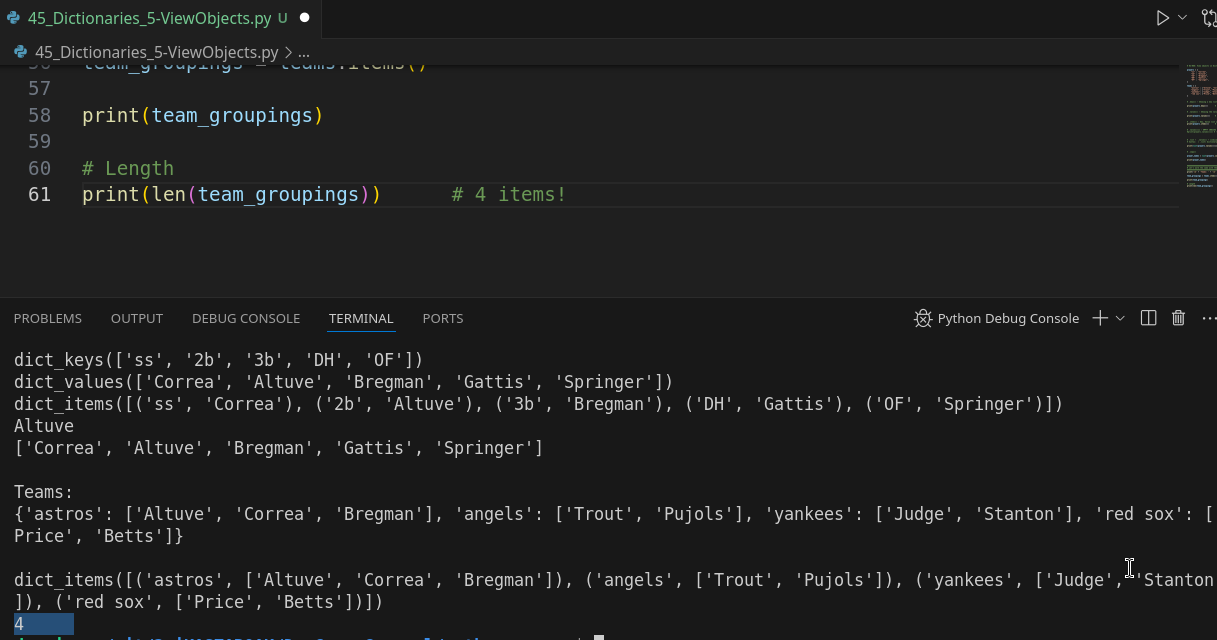 45_Dictionaries_5-ViewObjects.py U
45_Dictionaries_5-ViewObjects.py > ...
56 team_groupings = teams.items()
57
58 print(team_groupings)
59
60 # Length
61 print(len(team_groupings)) # 4 items!
PROBLEMS OUTPUT DEBUG CONSOLE TERMINAL PORTS Python Debug Console
dict_keys(['ss', '2b', '3b', 'DH', 'OF'])
dict_values(['Correa', 'Altuve', 'Bregman', 'Gattis', 'Springer'])
dict_items([('ss', 'Correa'), ('2b', 'Altuve'), ('3b', 'Bregman'), ('DH', 'Gattis'), ('OF', 'Springer')])
Altuve
['Correa', 'Altuve', 'Bregman', 'Gattis', 'Springer']
Teams:
{'astros': ['Altuve', 'Correa', 'Bregman'], 'angels': ['Trout', 'Pujols'], 'yankees': ['Judge', 'Stanton'], 'red sox': [
Price', 'Betts']}
dict_items([('astros', ['Altuve', 'Correa', 'Bregman']), ('angels', ['Trout', 'Pujols']), ('yankees', ['Judge', 'Stanton
]), ('red sox', ['Price', 'Betts'])])
4